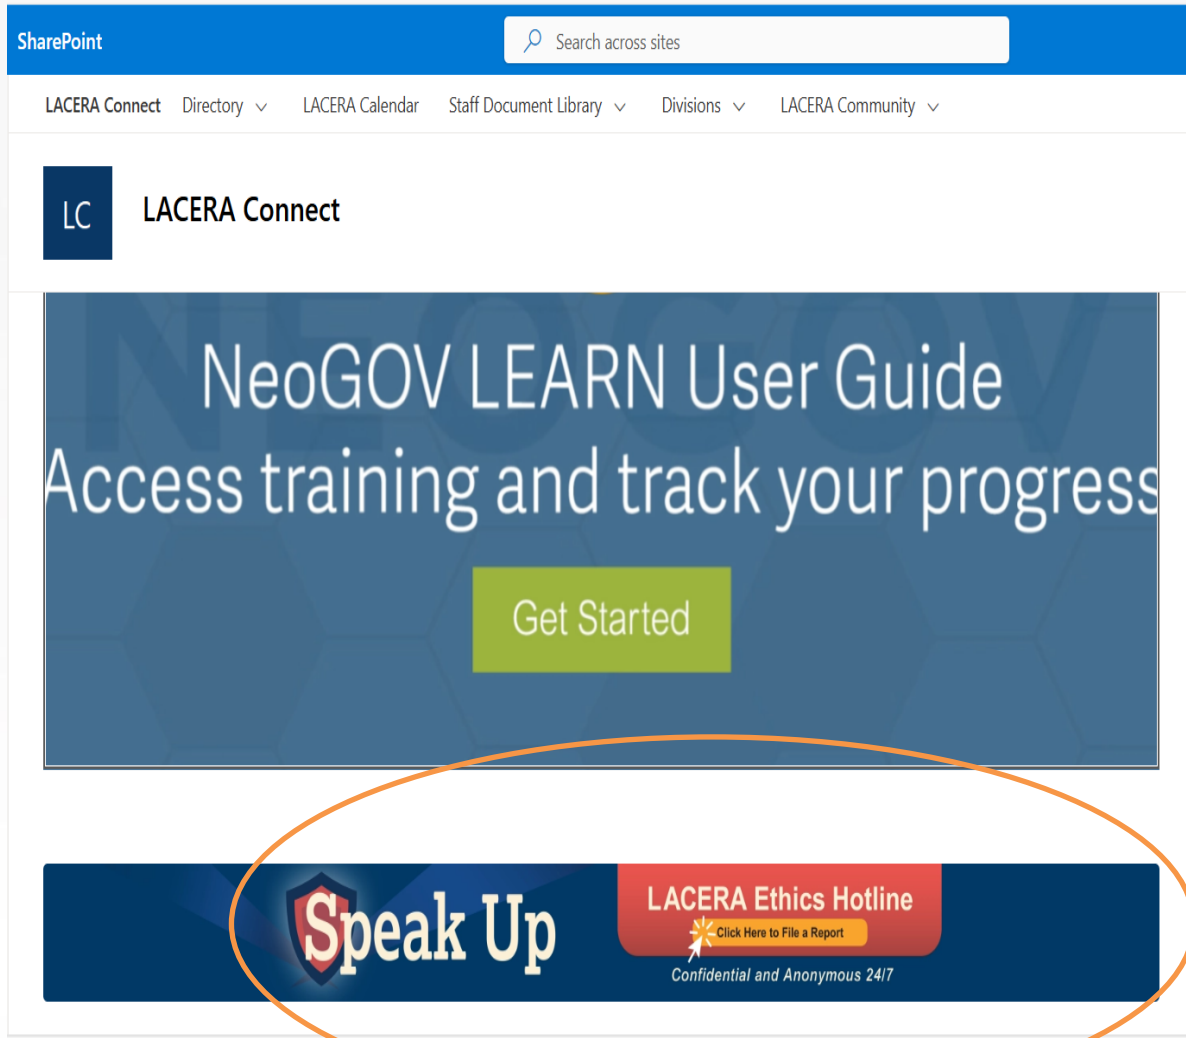 SharePoint
Search across sites
LACERA Connect Directory LACERA Calendar Staff Document Library Divisions LACERA Community
LC LACERA Connect
NEOGOV
NeoGOV LEARN User Guide
Access training and track your progress
Get Started
Speak Up
LACERA Ethics Hotline
Click Here to File a Report
Confidential and Anonymous 24/7